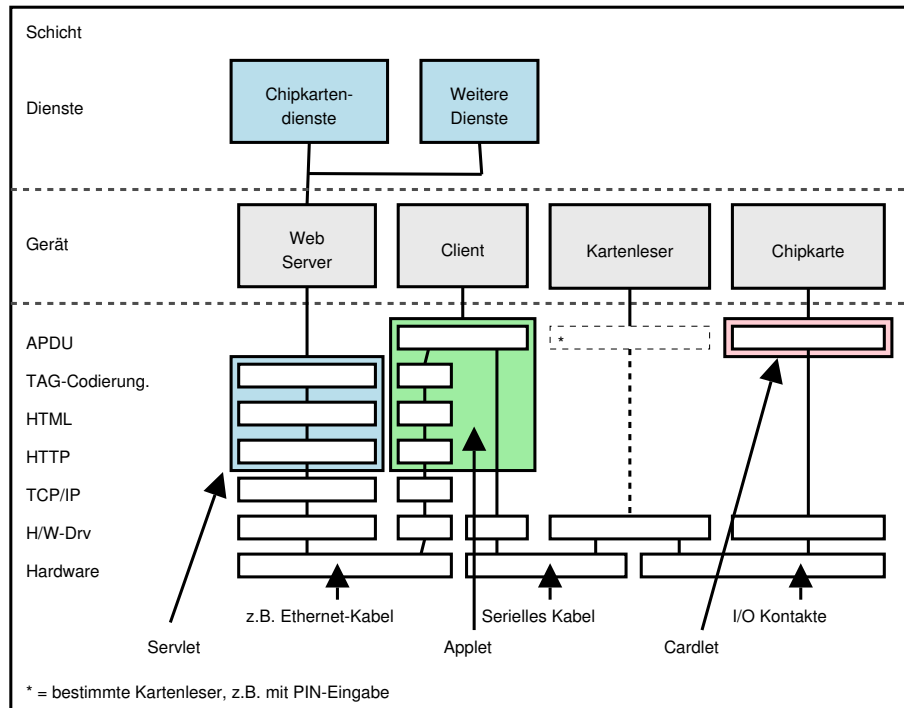 Schicht
Dienste
Chipkarten-
dienste
Weitere
Dienste
Gerät
Web
Server
Client
Kartenleser
Chipkarte
APDU
*
TAG-Codierung.
HTML
HTTP
TCP/IP
H/W-Drv
Hardware
z.B. Ethernet-Kabel
Serielles Kabel
I/O Kontakte
Servlet
Applet
Cardlet
* = bestimmte Kartenleser, z.B. mit PIN-Eingabe